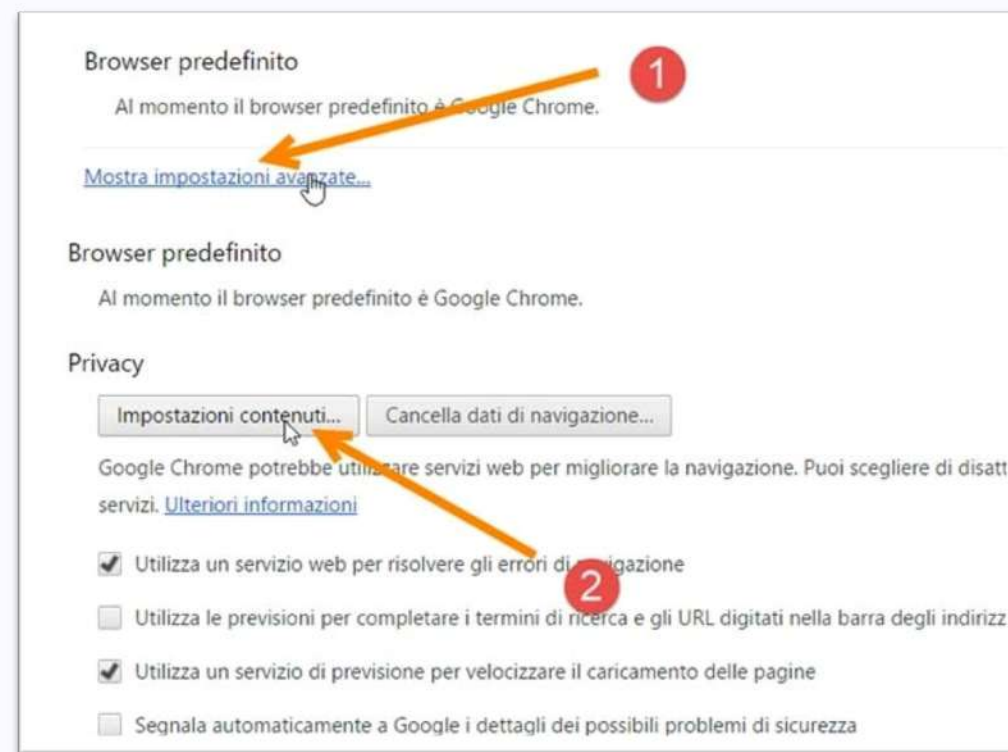 Browser predefinito
1
Al momento il browser predefinito è Google Chrome.
Mostra impostazioni avanzate...
Browser predefinito
Al momento il browser predefinito è Google Chrome.
Privacy
Impostazioni contenuti... Cancella dati di navigazione...
Google Chrome potrebbe utilizzare servizi web per migliorare la navigazione. Puoi scegliere di disatt
servizi. Ulteriori informazioni
Utilizza un servizio web per risolvere gli errori di navigazione
2
Utilizza le previsioni per completare i termini di ricerca e gli URL digitati nella barra degli indirizz
Utilizza un servizio di previsione per velocizzare il caricamento delle pagine
Segnala automaticamente a Google i dettagli dei possibili problemi di sicurezza